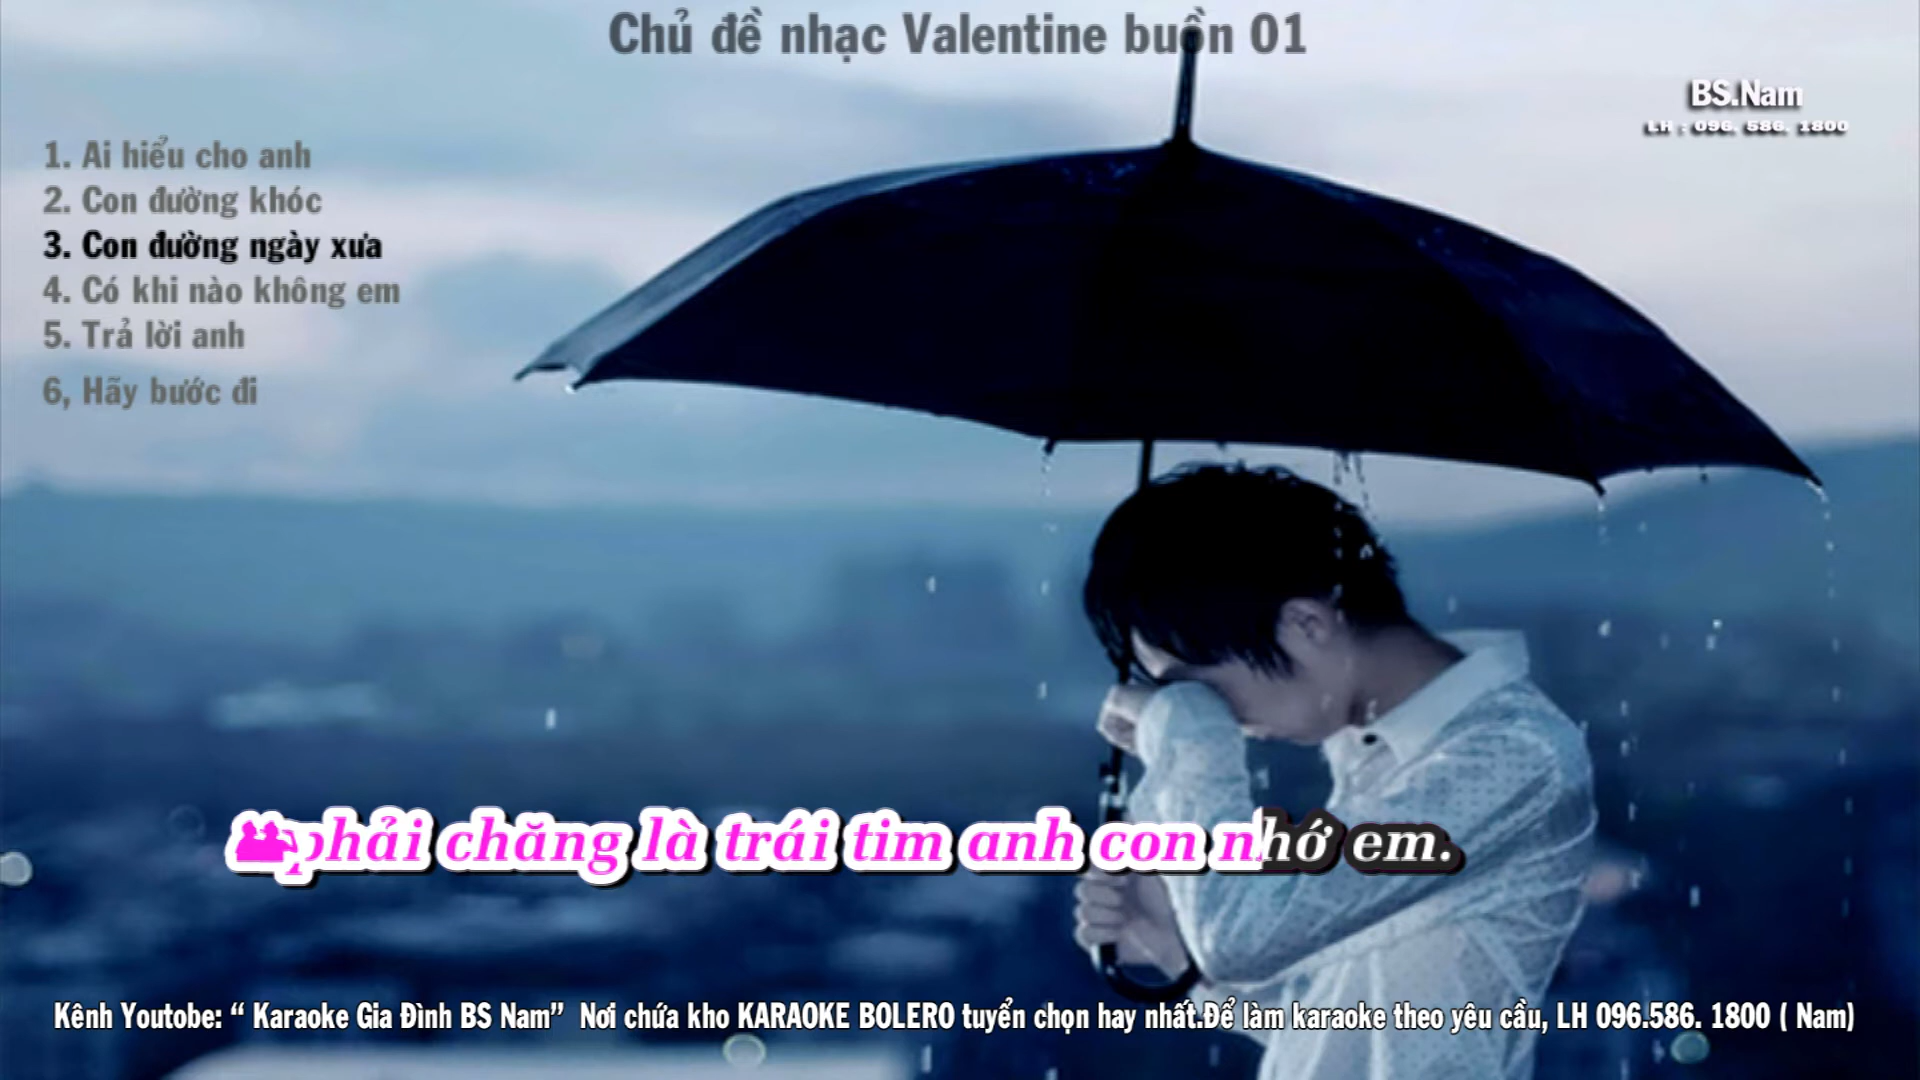 Chủ đề nhạc Valentine buồn 01
BS.Nam
LH : 096. 586. 1800
1. Ai hiểu cho anh
2. Con đường khóc
3. Con đường ngày xưa
4. Có khi nào không em
5. Trả lời anh
6, Hãy bước đi
phải chăng là trái tim anh con nhớ em.
Kênh Youtobe: “ Karaoke Gia Đình BS Nam” Nơi chứa kho KARAOKE BOLERO tuyển chọn hay nhất.Để làm karaoke theo yêu cầu, LH 096.586. 1800 ( Nam)